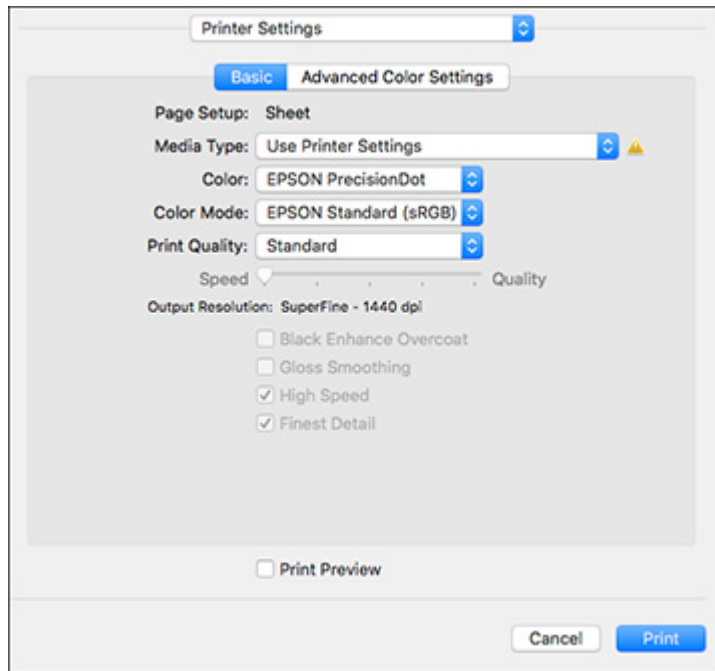 Printer Settings
Basic Advanced Color Settings
Page Setup: Sheet
Media Type: Use Printer Settings
Color: EPSON PrecisionDot
Color Mode: EPSON Standard (sRGB)
Print Quality: Standard
Speed Quality
Output Resolution: SuperFine - 1440 dpi
Black Enhance Overcoat
Gloss Smoothing
High Speed
Finest Detail
Print Preview
Cancel Print